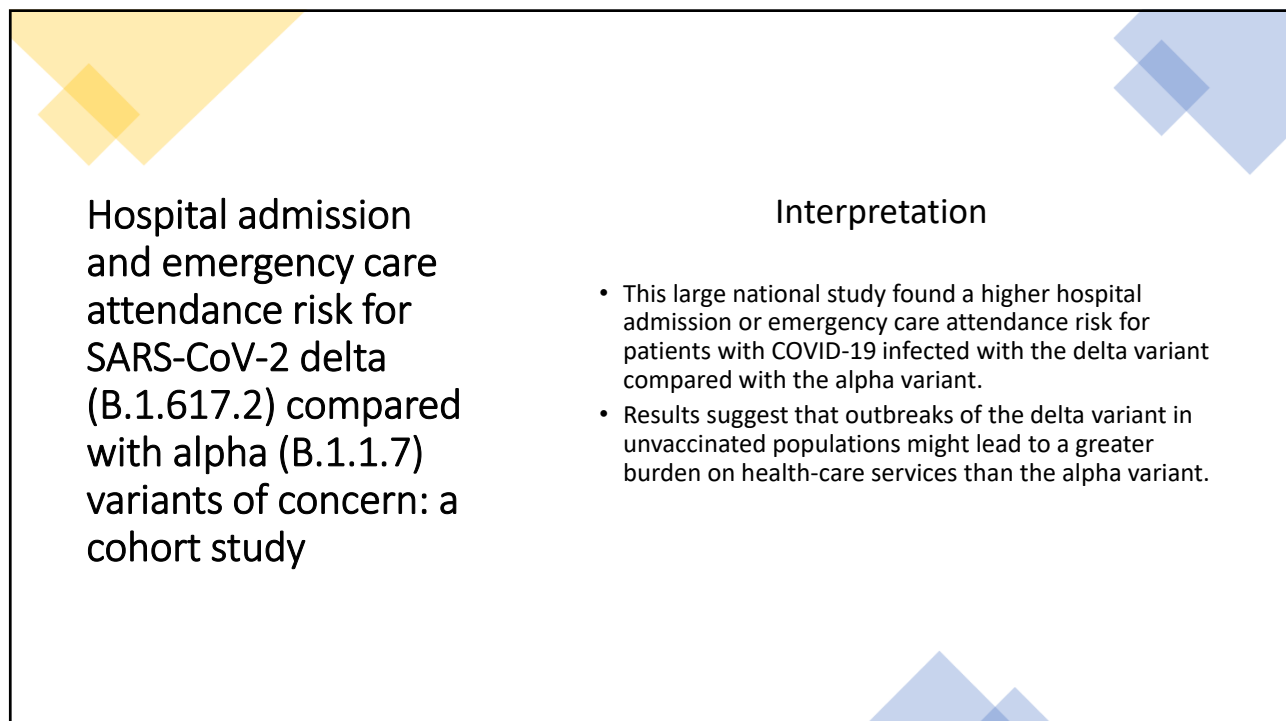 Hospital admission
and emergency care
attendance risk for
SARS-CoV-2 delta
(B.1.617.2) compared
with alpha (B.1.1.7)
variants of concern: a
cohort study
Interpretation
• This large national study found a higher hospital
admission or emergency care attendance risk for
patients with COVID-19 infected with the delta variant
compared with the alpha variant.
• Results suggest that outbreaks of the delta variant in
unvaccinated populations might lead to a greater
burden on health-care services than the alpha variant.